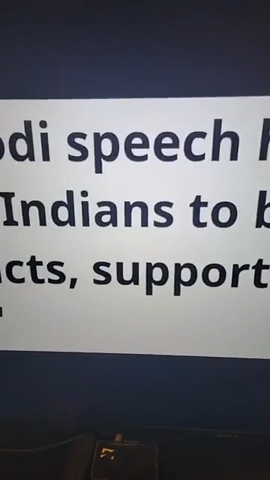 odi speech h
Indians to b
cts, support